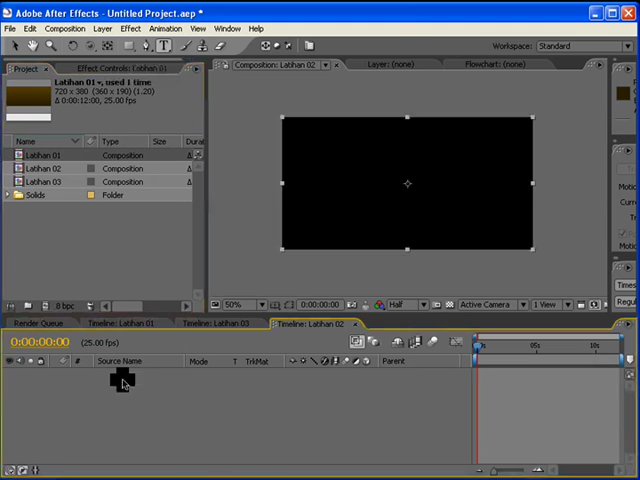 Adobe After Effects - Untitled Project.aep *
File Edit Composition Layer Effect Animation View Window Help
Workspace: Standard
Project × Effect Controls: Latihan 01
Composition: Latihan 02 Layer: (none) Flowchart: (none)
Latihan 01, used 1 time
720 x 380 (360 x 190) (1.20)
Δ 0:00:12:00, 25.00 fps
Name Type Size Durat
Latihan 01 Composition
Latihan 02 Composition
Latihan 03 Composition
Solids Folder
8 bpc
50% 0:00:00:00 Half Active Camera 1 View
Render Queue Timeline: Latihan 01 Timeline: Latihan 03 Timeline: Latihan 02 ×
0:00:00:00 (25.00 fps)
# Source Name Mode T TrkMat Parent
05s 10s